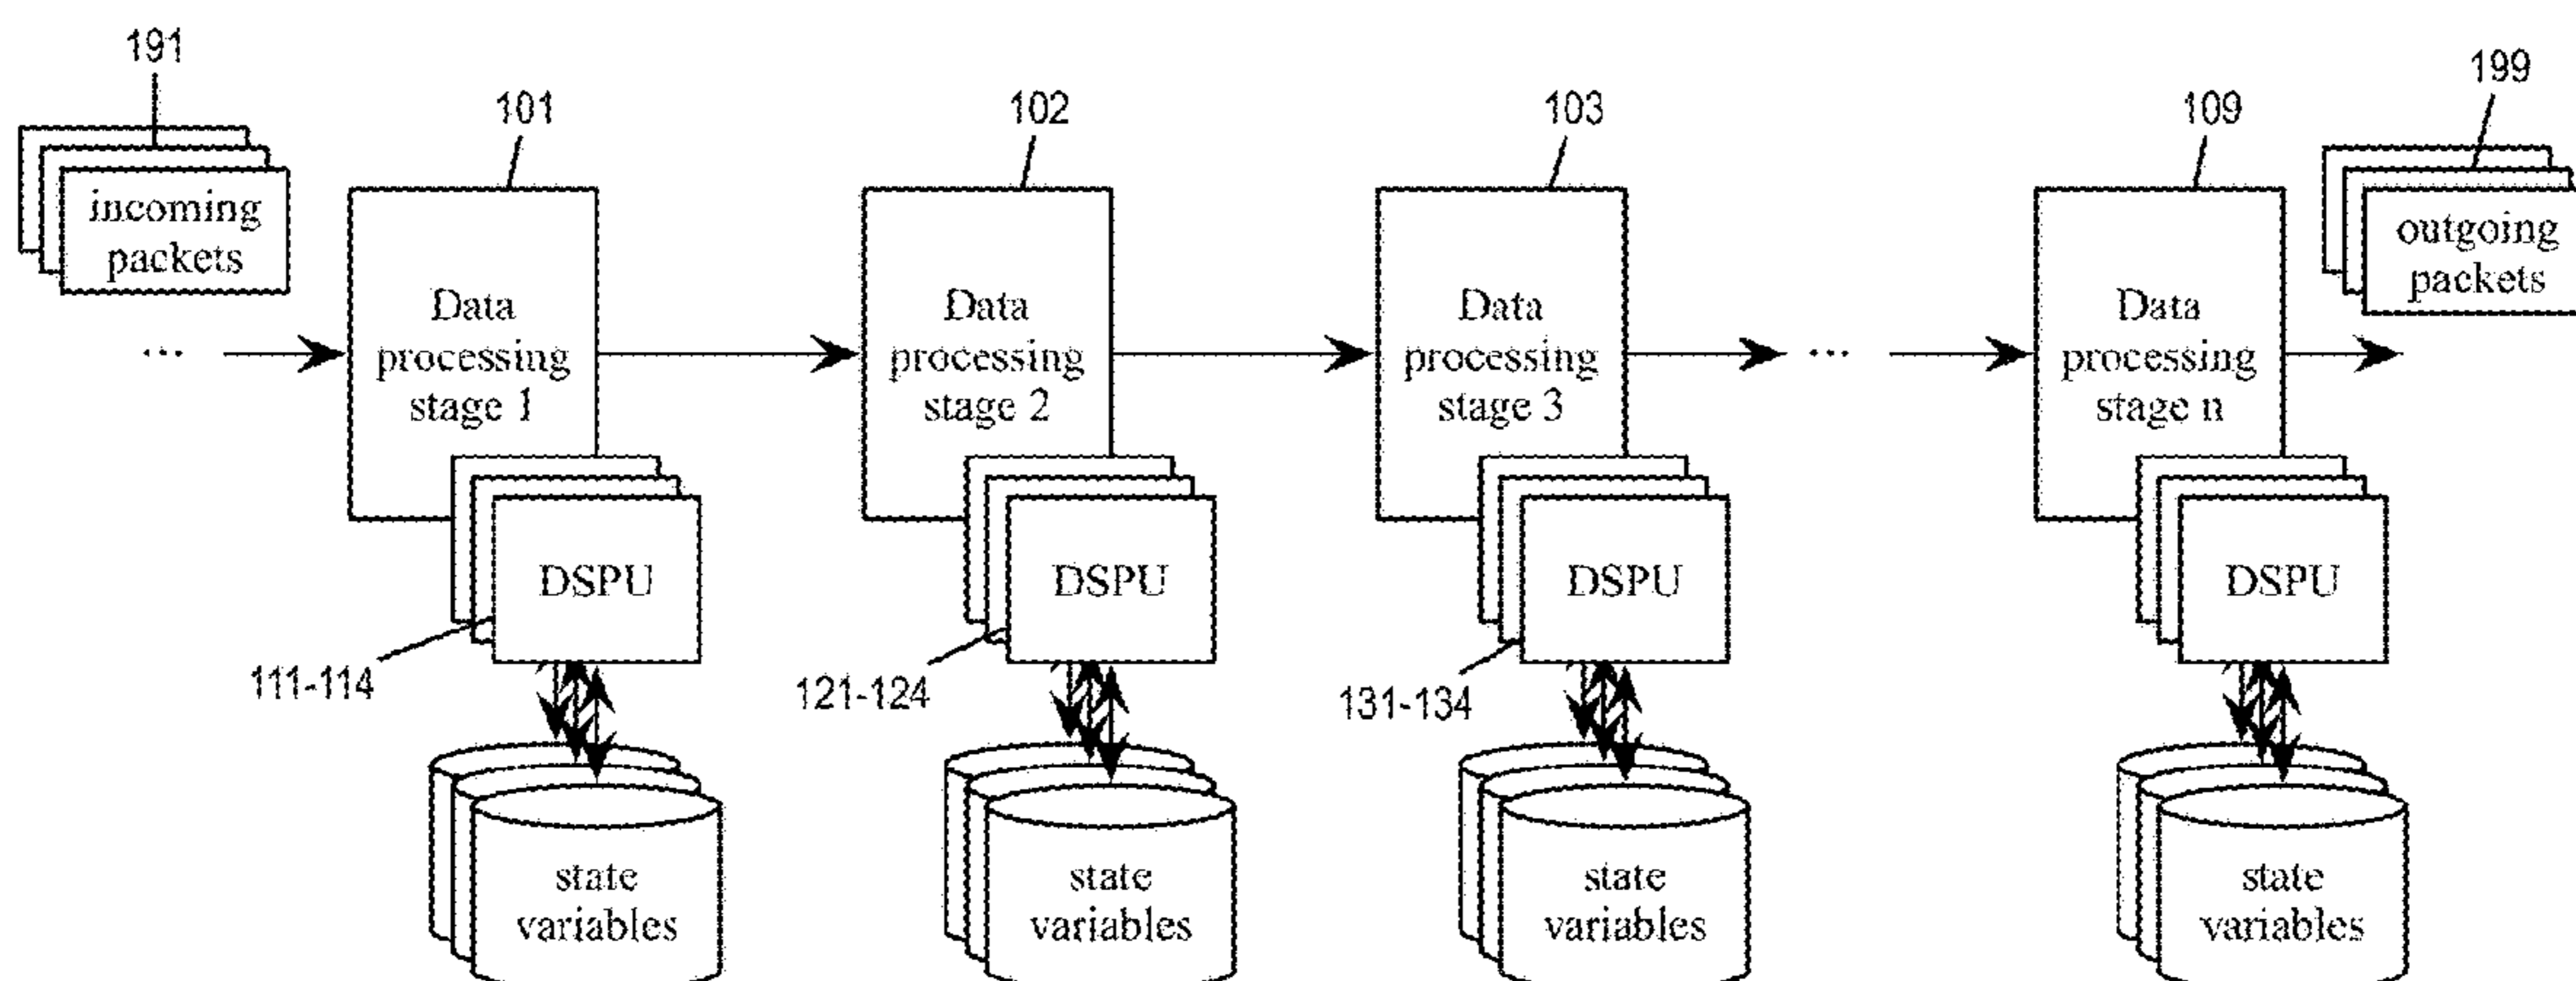 191
101
102
103
109
199
incoming
packets
outgoing
packets
Data
processing
stage 1
Data
processing
stage 2
Data
processing
stage 3
Data
processing
stage n
...
...
DSPU
DSPU
DSPU
DSPU
111-114
121-124
131-134
state
variables
state
variables
state
variables
state
variables